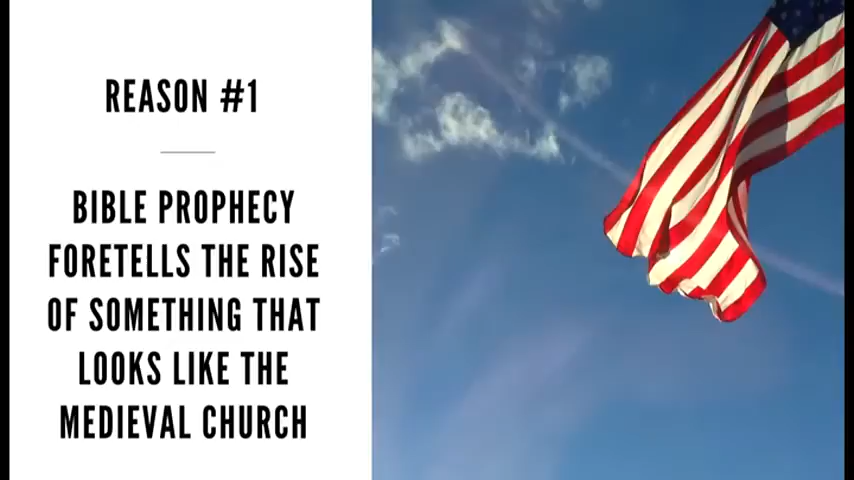 REASON #1
BIBLE PROPHECY
FORETELLS THE RISE
OF SOMETHING THAT
LOOKS LIKE THE
MEDIEVAL CHURCH